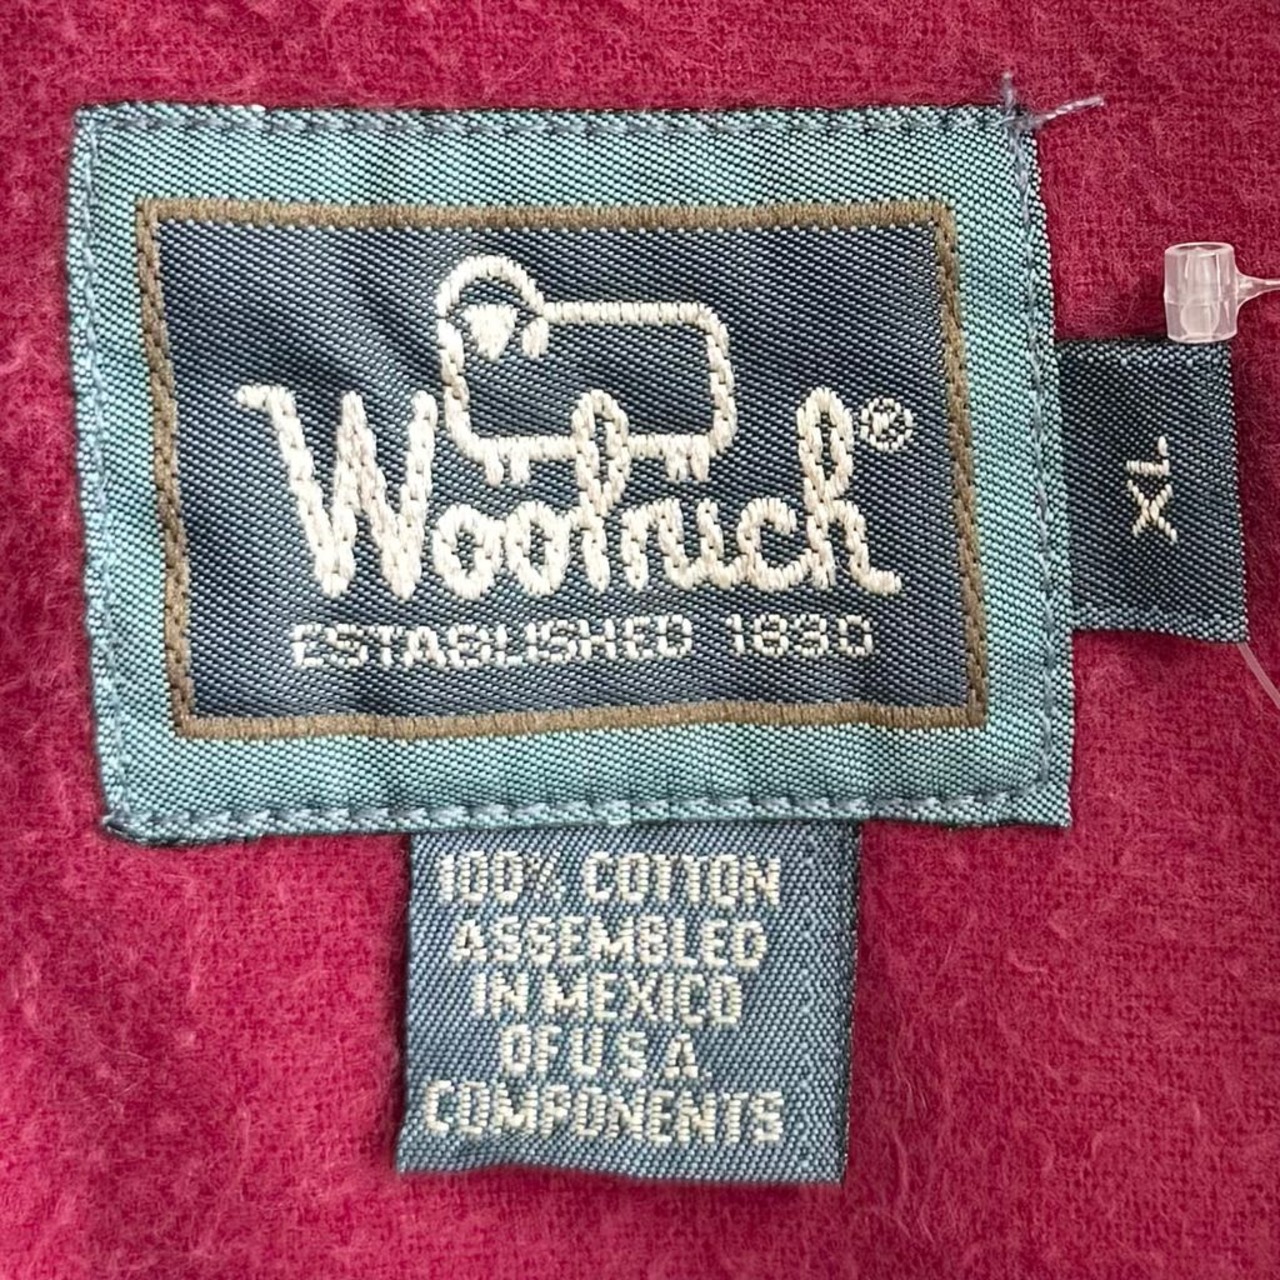 Woolrich®
ESTABLISHED 1830
XL
100% COTTON
ASSEMBLED
IN MEXICO
OF U.S.A.
COMPONENTS